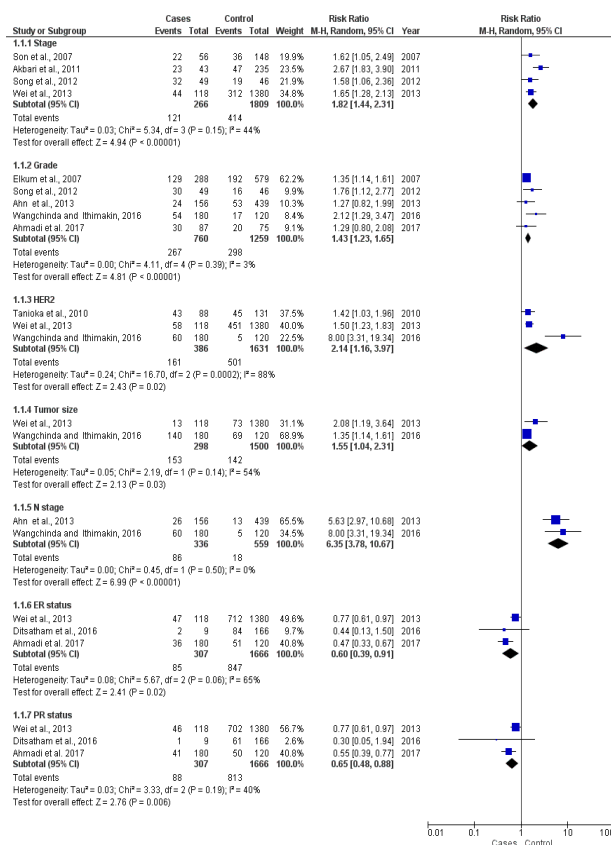 Cases Control Risk Ratio Risk Ratio
Study or Subgroup Events Total Events Total Weight M-H, Random, 95% CI Year M-H, Random, 95% CI
1.1.1 Stage
Son et al., 2007 22 56 36 148 19.9% 1.62 [1.05, 2.49] 2007
Akbari et al., 2011 23 43 47 235 23.5% 2.67 [1.83, 3.90] 2011
Song et al., 2012 32 49 19 46 21.8% 1.58 [1.06, 2.36] 2012
Wei et al., 2013 44 118 312 1380 34.8% 1.65 [1.28, 2.13] 2013
Subtotal (95% CI) 266 1809 100.0% 1.82 [1.44, 2.31]
Total events 121 414
Heterogeneity: Tau² = 0.03; Chi² = 5.34, df = 3 (P = 0.15); I² = 44%
Test for overall effect: Z = 4.94 (P < 0.00001)
1.1.2 Grade
Elkum et al., 2007 129 288 192 579 62.2% 1.35 [1.14, 1.61] 2007
Song et al., 2012 30 49 16 46 9.9% 1.76 [1.12, 2.77] 2012
Ahn et al., 2013 24 156 53 439 10.3% 1.27 [0.82, 1.99] 2013
Wangchinda and Ithimakin, 2016 54 180 17 120 8.4% 2.12 [1.29, 3.47] 2016
Ahmadi et al. 2017 30 87 20 75 9.2% 1.29 [0.80, 2.08] 2017
Subtotal (95% CI) 760 1259 100.0% 1.43 [1.23, 1.65]
Total events 267 298
Heterogeneity: Tau² = 0.00; Chi² = 4.11, df = 4 (P = 0.39); I² = 3%
Test for overall effect: Z = 4.81 (P < 0.00001)
1.1.3 HER2
Tanioka et al., 2010 43 88 45 131 37.5% 1.42 [1.03, 1.96] 2010
Wei et al., 2013 58 118 451 1380 40.0% 1.50 [1.23, 1.83] 2013
Wangchinda and Ithimakin, 2016 60 180 5 120 22.5% 8.00 [3.31, 19.34] 2016
Subtotal (95% CI) 386 1631 100.0% 2.14 [1.16, 3.97]
Total events 161 501
Heterogeneity: Tau² = 0.24; Chi² = 16.70, df = 2 (P = 0.0002); I² = 88%
Test for overall effect: Z = 2.43 (P = 0.02)
1.1.4 Tumor size
Wei et al., 2013 13 118 73 1380 31.1% 2.08 [1.19, 3.64] 2013
Wangchinda and Ithimakin, 2016 140 180 69 120 68.9% 1.35 [1.14, 1.61] 2016
Subtotal (95% CI) 298 1500 100.0% 1.55 [1.04, 2.31]
Total events 153 142
Heterogeneity: Tau² = 0.05; Chi² = 2.19, df = 1 (P = 0.14); I² = 54%
Test for overall effect: Z = 2.13 (P = 0.03)
1.1.5 N stage
Ahn et al., 2013 26 156 13 439 65.5% 5.63 [2.97, 10.68] 2013
Wangchinda and Ithimakin, 2016 60 180 5 120 34.5% 8.00 [3.31, 19.34] 2016
Subtotal (95% CI) 336 559 100.0% 6.35 [3.78, 10.67]
Total events 86 18
Heterogeneity: Tau² = 0.00; Chi² = 0.45, df = 1 (P = 0.50); I² = 0%
Test for overall effect: Z = 6.99 (P < 0.00001)
1.1.6 ER status
Wei et al., 2013 47 118 712 1380 49.6% 0.77 [0.61, 0.97] 2013
Ditsatham et al., 2016 2 9 84 166 9.7% 0.44 [0.13, 1.50] 2016
Ahmadi et al. 2017 36 180 51 120 40.8% 0.47 [0.33, 0.67] 2017
Subtotal (95% CI) 307 1666 100.0% 0.60 [0.39, 0.91]
Total events 85 847
Heterogeneity: Tau² = 0.08; Chi² = 5.67, df = 2 (P = 0.06); I² = 65%
Test for overall effect: Z = 2.41 (P = 0.02)
1.1.7 PR status
Wei et al., 2013 46 118 702 1380 56.7% 0.77 [0.61, 0.97] 2013
Ditsatham et al., 2016 1 9 61 166 2.6% 0.30 [0.05, 1.94] 2016
Ahmadi et al. 2017 41 180 50 120 40.8% 0.55 [0.39, 0.77] 2017
Subtotal (95% CI) 307 1666 100.0% 0.65 [0.48, 0.88]
Total events 88 813
Heterogeneity: Tau² = 0.03; Chi² = 3.33, df = 2 (P = 0.19); I² = 40%
Test for overall effect: Z = 2.76 (P = 0.006)
0.01 0.1 1 10 100
Cases Control